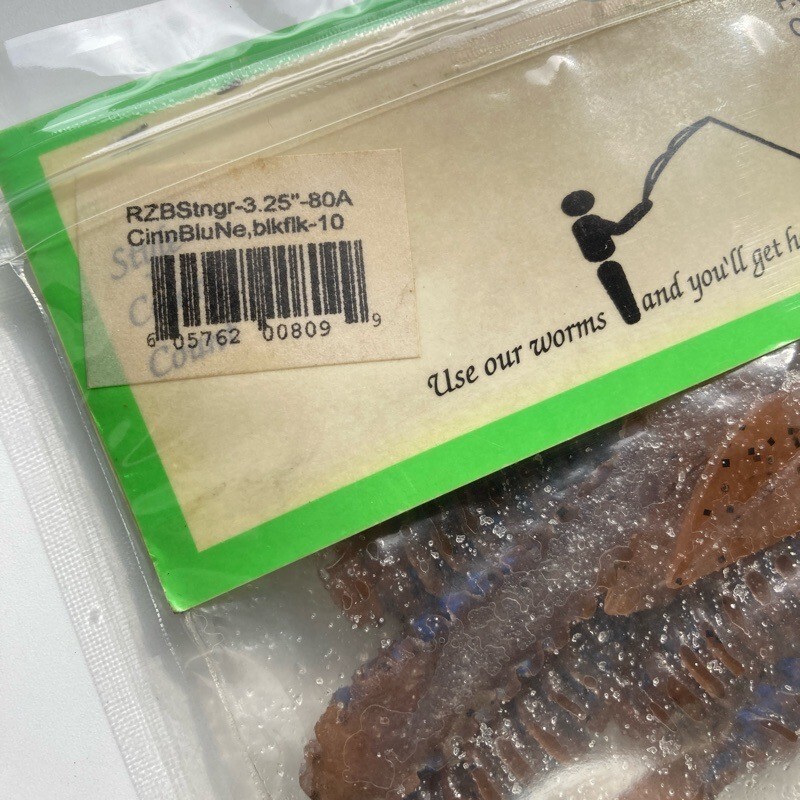 RZBStngr-3.25"-80A
CinnBluNe,blkflk-10
6 05762 00809 9
Use our worms and you'll get h